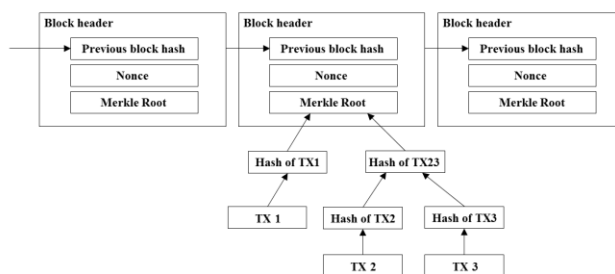 Block header
Block header
Block header
Previous block hash
Previous block hash
Previous block hash
Nonce
Nonce
Nonce
Merkle Root
Merkle Root
Merkle Root
Hash of TX1
Hash of TX23
TX 1
Hash of TX2
Hash of TX3
TX 2
TX 3